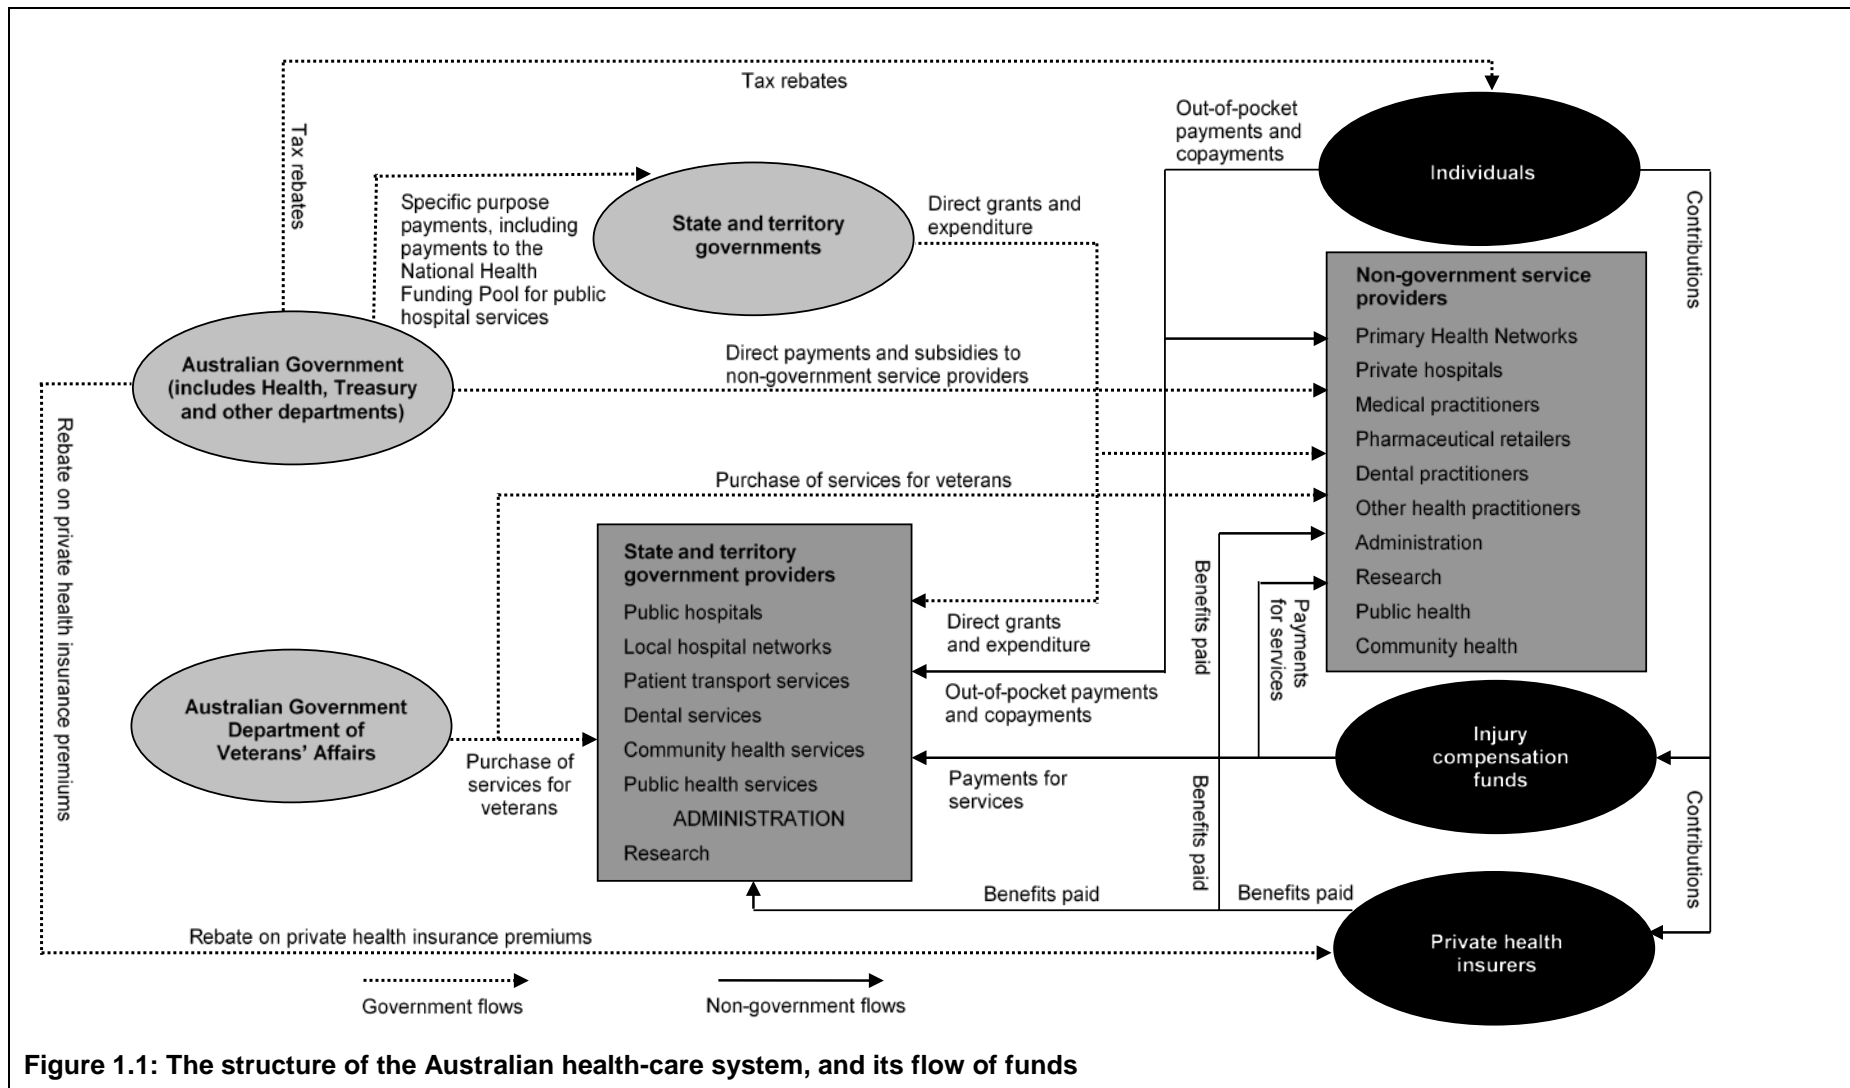 Tax rebates
Tax rebates
Out-of-pocket
payments and
copayments
Individuals
Contributions
Specific purpose
payments, including
payments to the
National Health
Funding Pool for public
hospital services
State and territory
governments
Direct grants and
expenditure
Non-government service
providers
Primary Health Networks
Private hospitals
Medical practitioners
Pharmaceutical retailers
Dental practitioners
Other health practitioners
Administration
Research
Public health
Community health
Australian Government
(includes Health, Treasury
and other departments)
Direct payments and subsidies to
non-government service providers
Rebate on private health insurance premiums
Purchase of services for veterans
State and territory
government providers
Public hospitals
Local hospital networks
Patient transport services
Dental services
Community health services
Public health services
ADMINISTRATION
Research
Direct grants
and expenditure
Benefits paid
Payments
for services
Out-of-pocket payments
and copayments
Australian Government
Department of
Veterans’ Affairs
Purchase of
services for
veterans
Payments for
services
Injury
compensation
funds
Benefits paid
Contributions
Benefits paid
Benefits paid
Private health
insurers
Rebate on private health insurance premiums
Government flows
Non-government flows
Figure 1.1: The structure of the Australian health-care system, and its flow of funds